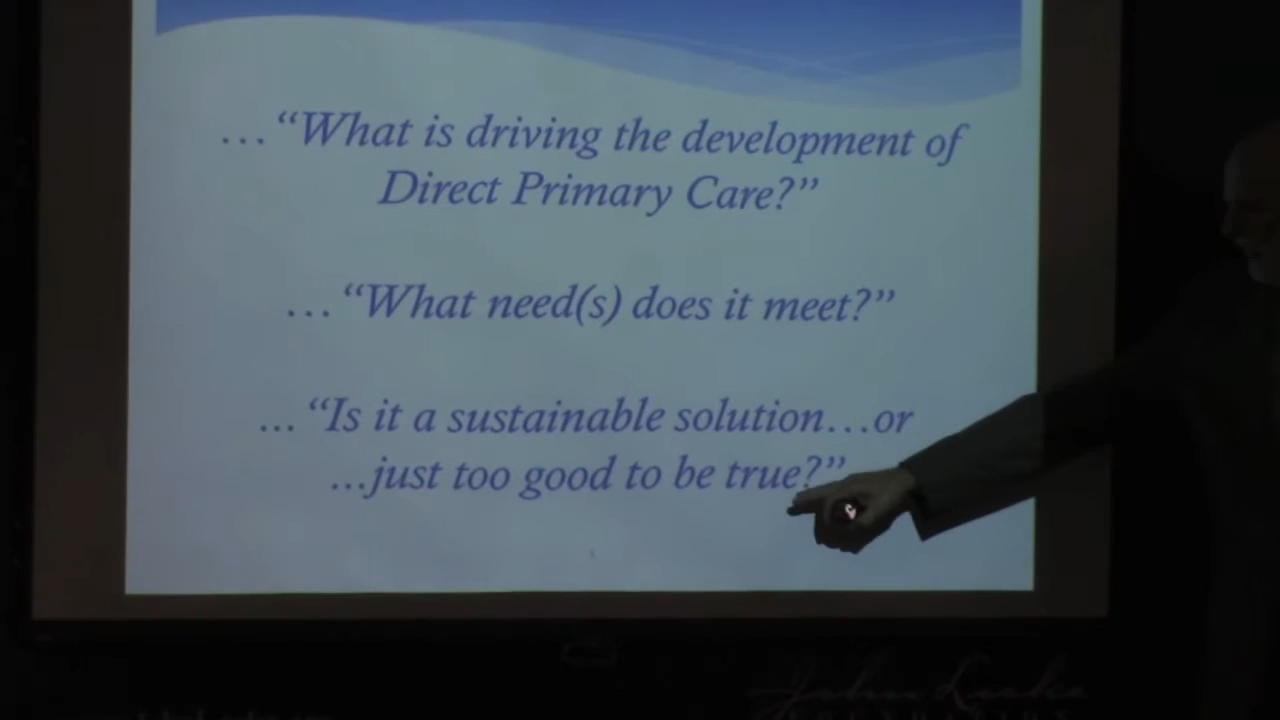 …“What is driving the development of
Direct Primary Care?”
…“What need(s) does it meet?”
…“Is it a sustainable solution…or
…just too good to be true?”